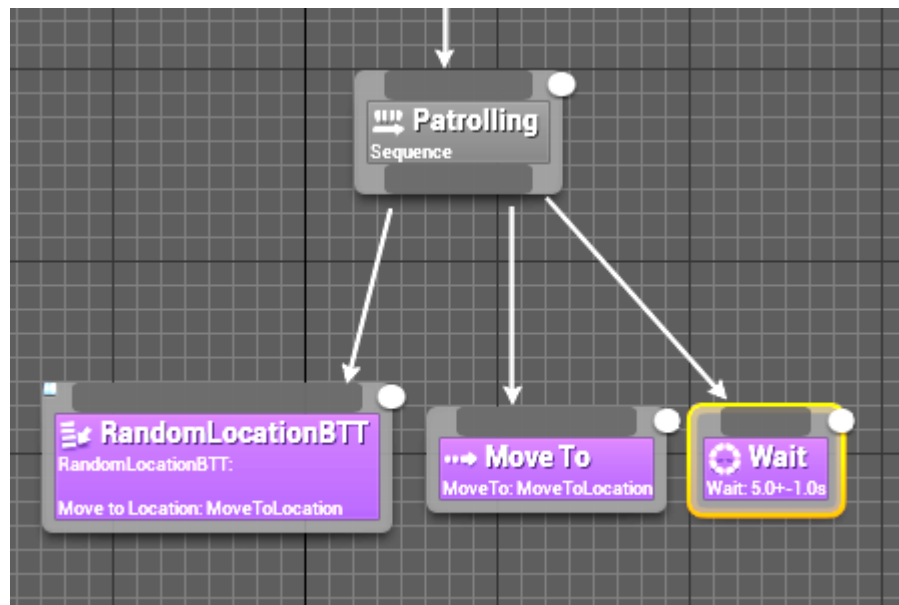 Patrolling
Sequence
RandomLocationBTT
RandomLocationBTT:
Move to Location: MoveToLocation
Move To
MoveTo: MoveToLocation
Wait
Wait: 5.0+-1.0s